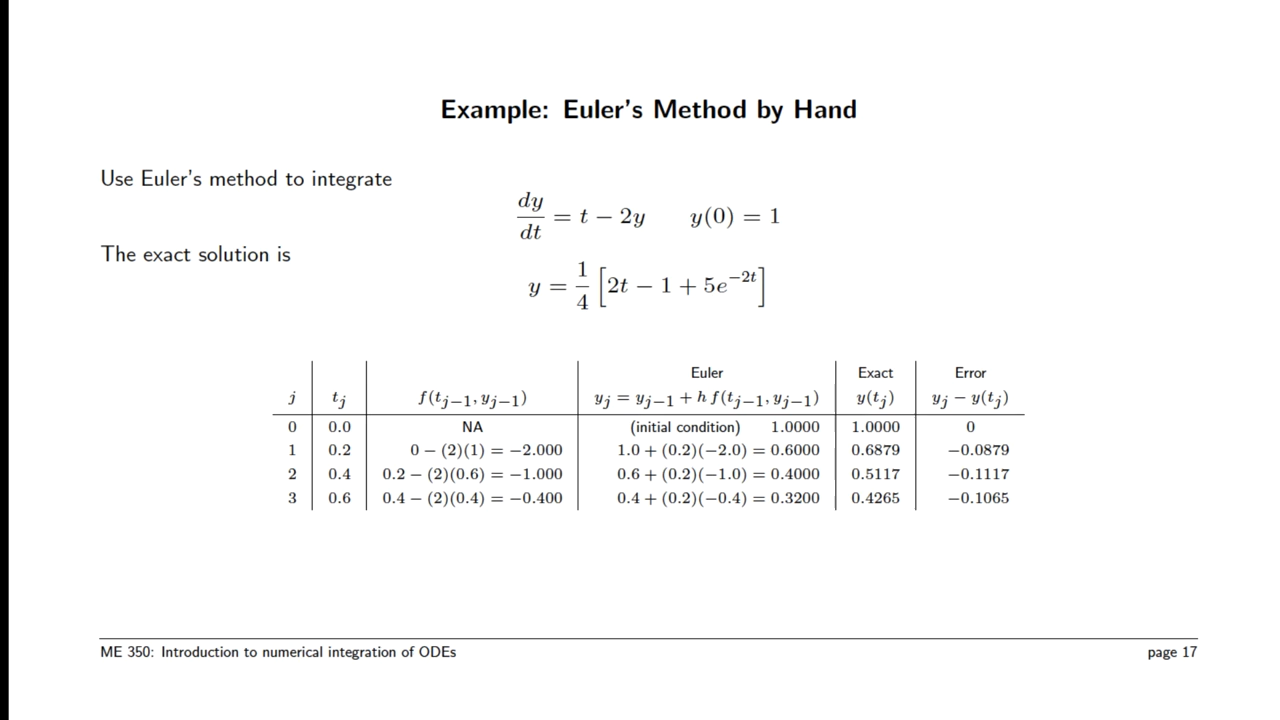 Example: Euler's Method by Hand
Use Euler's method to integrate
dy/dt = t − 2y y(0) = 1
The exact solution is
y = 1/4 [2t − 1 + 5e^{−2t}]
Euler Exact Error
j t_j f(t_{j−1}, y_{j−1}) y_j = y_{j−1} + h f(t_{j−1}, y_{j−1}) y(t_j) y_j − y(t_j)
0 0.0 NA (initial condition) 1.0000 1.0000 0
1 0.2 0 − (2)(1) = −2.000 1.0 + (0.2)(−2.0) = 0.6000 0.6879 −0.0879
2 0.4 0.2 − (2)(0.6) = −1.000 0.6 + (0.2)(−1.0) = 0.4000 0.5117 −0.1117
3 0.6 0.4 − (2)(0.4) = −0.400 0.4 + (0.2)(−0.4) = 0.3200 0.4265 −0.1065
ME 350: Introduction to numerical integration of ODEs page 17